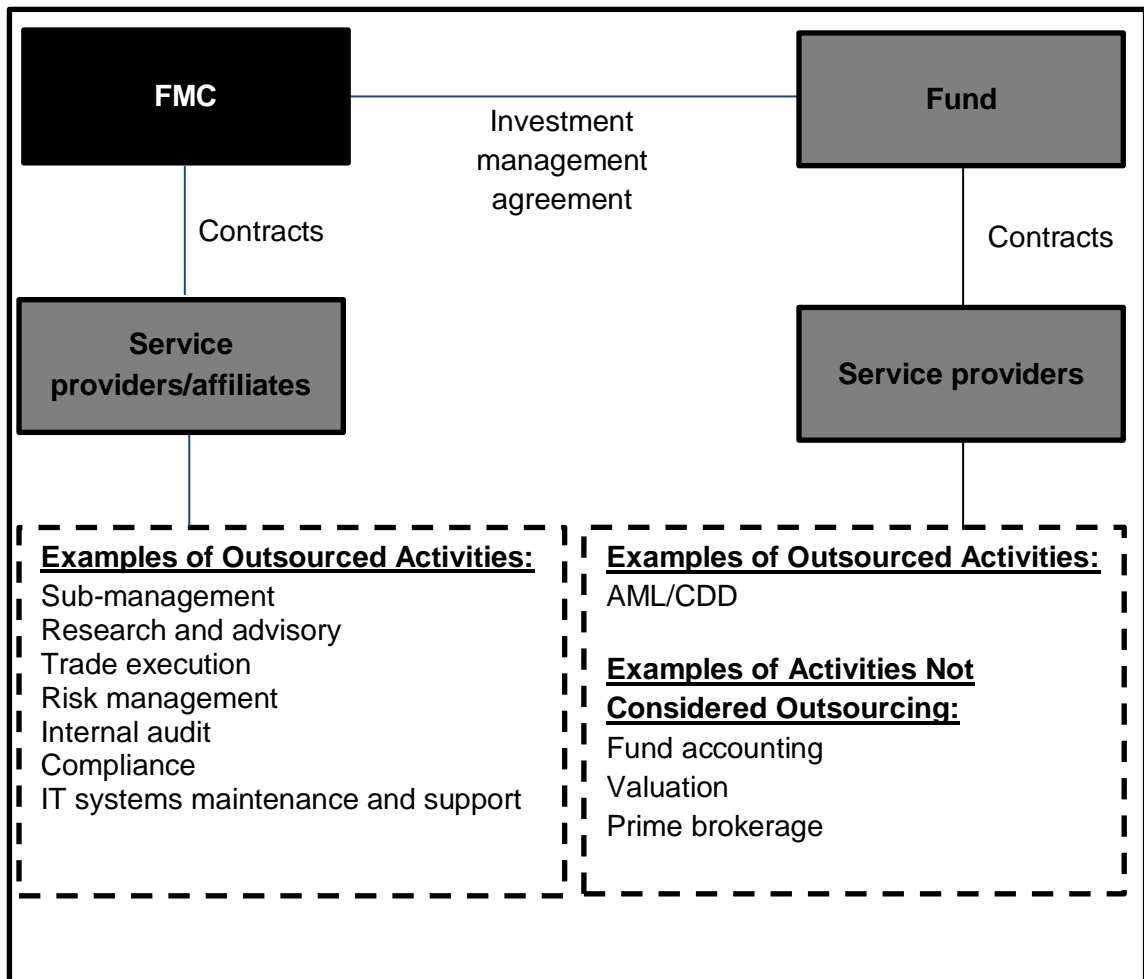 FMC
Fund
Investment
management
agreement
Contracts
Contracts
Service
providers/affiliates
Service providers
Examples of Outsourced Activities:
Sub-management
Research and advisory
Trade execution
Risk management
Internal audit
Compliance
IT systems maintenance and support
Examples of Outsourced Activities:
AML/CDD
Examples of Activities Not
Considered Outsourcing:
Fund accounting
Valuation
Prime brokerage